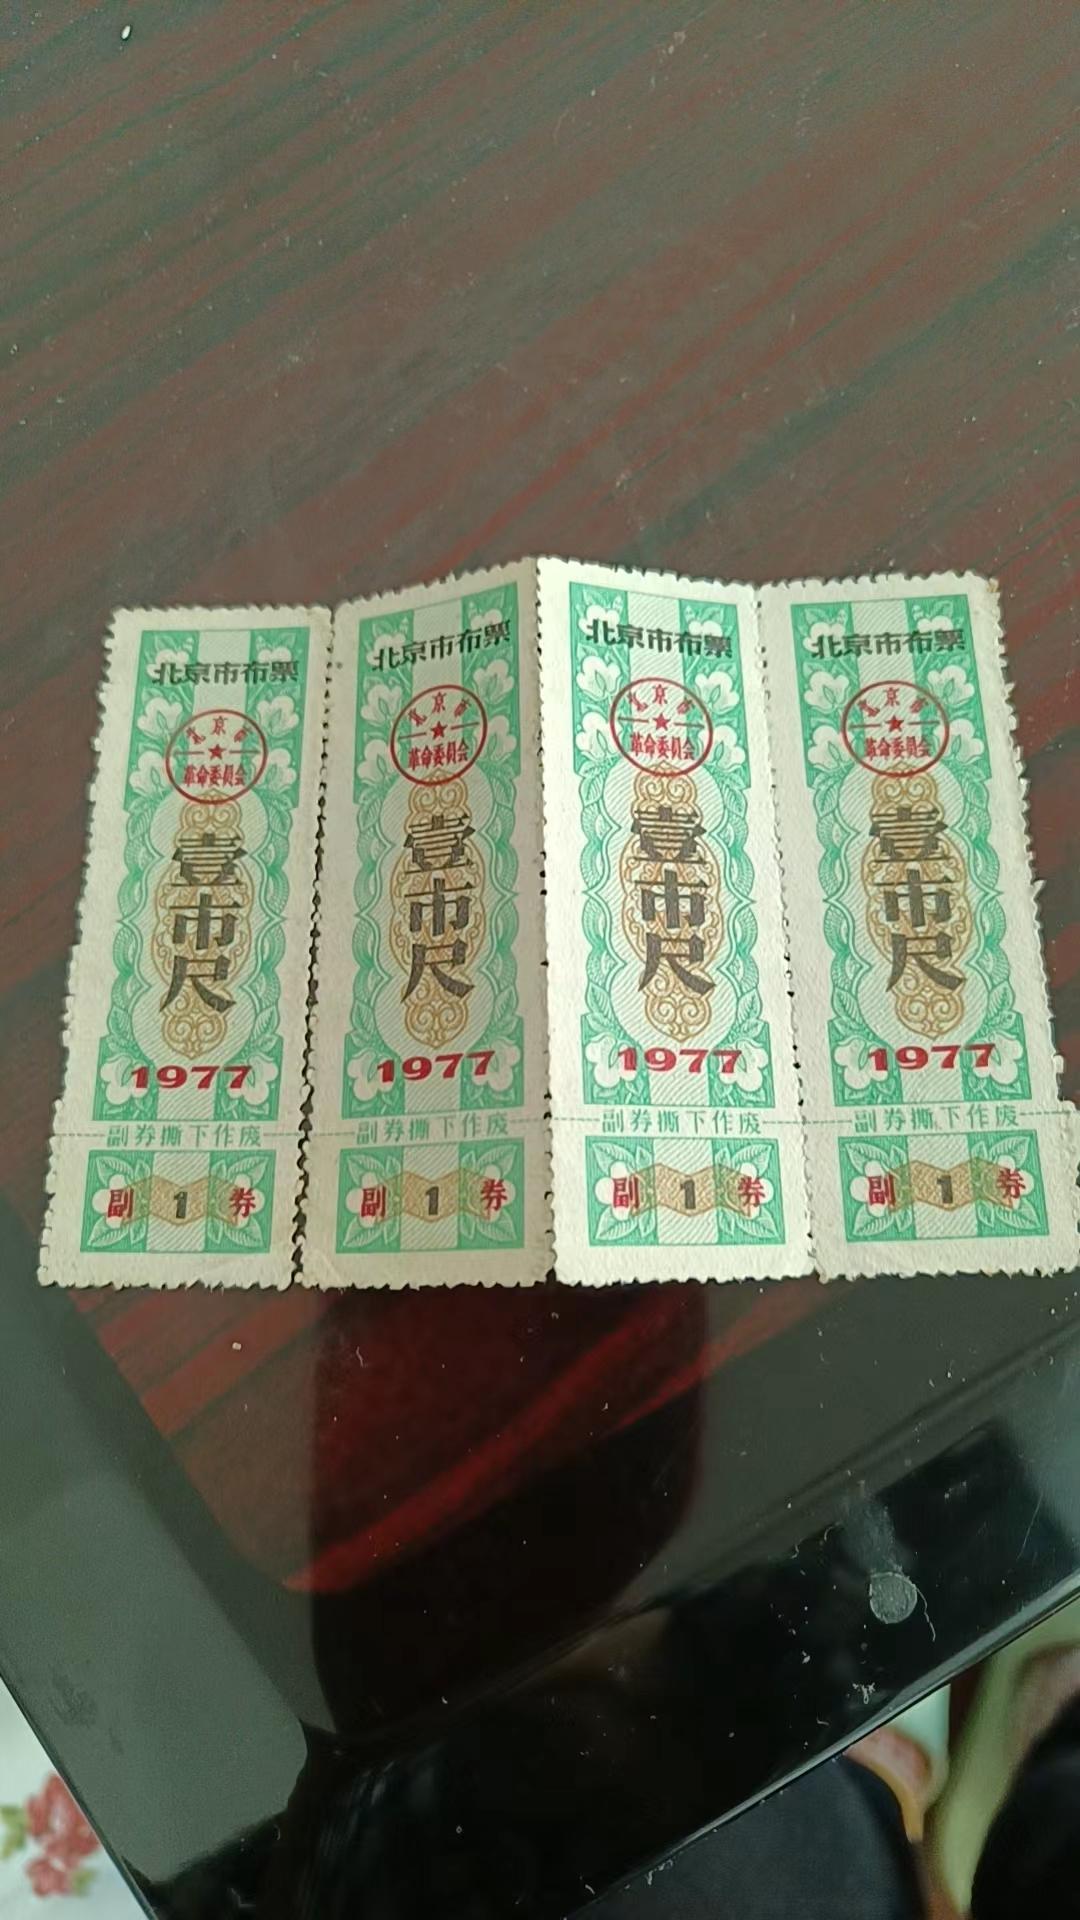 北京市布票
北京市
革命委员会
壹市尺
1977
副券撕下作废
副 1 券
北京市布票
北京市
革命委员会
壹市尺
1977
副券撕下作废
副 1 券
北京市布票
北京市
革命委员会
壹市尺
1977
副券撕下作废
副 1 券
北京市布票
北京市
革命委员会
壹市尺
1977
副券撕下作废
副 1 券